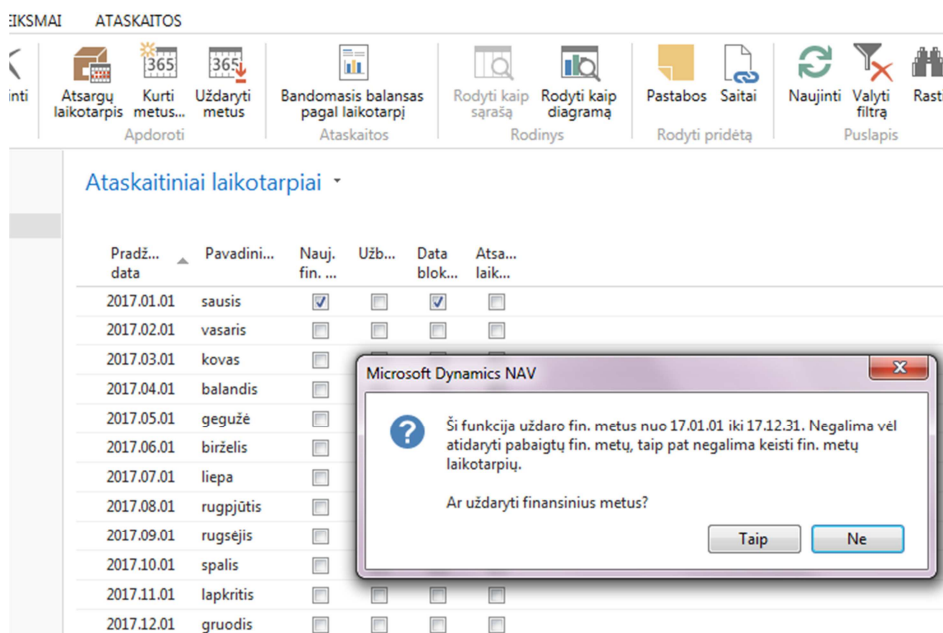 EIKSMAI ATASKAITOS
inti
Atsargų laikotarpis
Kurti metus...
Uždaryti metus
Bandomasis balansas pagal laikotarpį
Rodyti kaip sąrašą
Rodyti kaip diagramą
Pastabos
Saitai
Naujinti
Valyti filtrą
Rasti
Apdoroti Ataskaitos Rodinys Rodyti pridėtą Puslapis
365 365
Ataskaitiniai laikotarpiai
Pradž... data Pavadini... Nauj. fin. ... Užb... Data blok... Atsa... laik...
2017.01.01 sausis
2017.02.01 vasaris
2017.03.01 kovas
2017.04.01 balandis
2017.05.01 gegužė
2017.06.01 birželis
2017.07.01 liepa
2017.08.01 rugpjūtis
2017.09.01 rugsėjis
2017.10.01 spalis
2017.11.01 lapkritis
2017.12.01 gruodis
Microsoft Dynamics NAV
Ši funkcija uždaro fin. metus nuo 17.01.01 iki 17.12.31. Negalima vėl
atidaryti pabaigtų fin. metų, taip pat negalima keisti fin. metų
laikotarpių.
Ar uždaryti finansinius metus?
Taip Ne